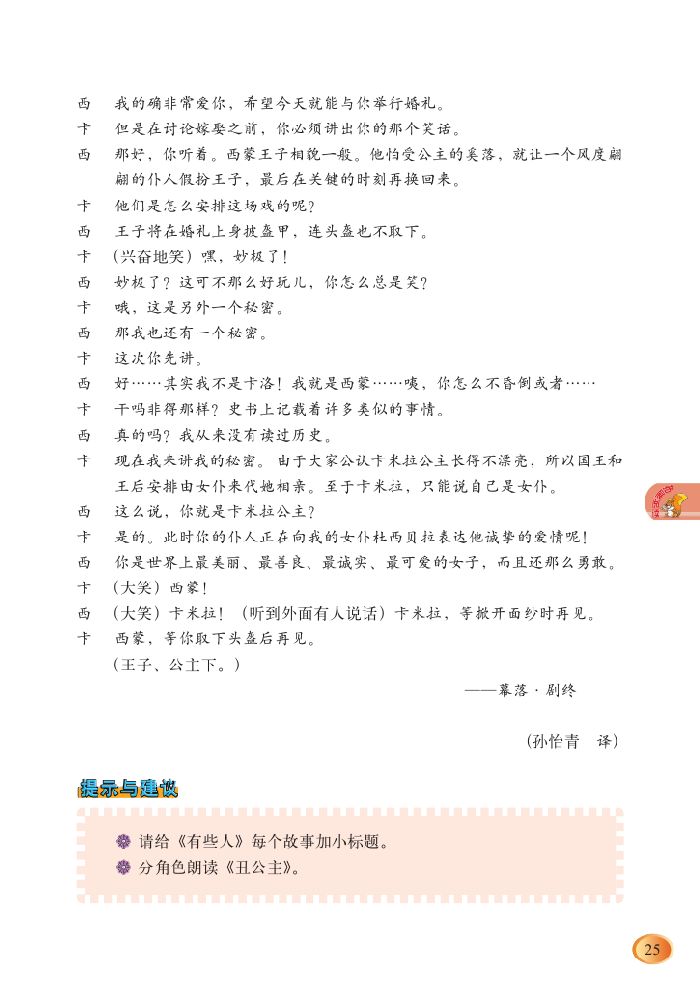 西 我的确非常爱你，希望今天就能与你举行婚礼。
卡 但是在讨论嫁娶之前，你必须讲出你的那个笑话。
西 那好，你听着。西蒙王子相貌一般。他怕受公主的奚落，就让一个风度翩
翩的仆人假扮王子，最后在关键的时刻再换回来。
卡 他们是怎么安排这场戏的呢？
西 王子将在婚礼上身披盔甲，连头盔也不取下。
卡 （兴奋地笑）嘿，妙极了！
西 妙极了？这可不那么好玩儿，你怎么总是笑？
卡 哦，这是另外一个秘密。
西 那我也还有一个秘密。
卡 这次你先讲。
西 好……其实我不是卡洛！我就是西蒙……咦，你怎么不昏倒或者……
卡 干吗非得那样？史书上记载着许多类似的事情。
西 真的吗？我从来没有读过历史。
卡 现在我来讲我的秘密。由于大家公认卡米拉公主长得不漂亮，所以国王和
王后安排由女仆来代她相亲。至于卡米拉，只能说自己是女仆。
西 这么说，你就是卡米拉公主？
卡 是的。此时你的仆人正在向我的女仆杜西贝拉表达他诚挚的爱情呢！
西 你是世界上最美丽、最善良、最诚实、最可爱的女子，而且还那么勇敢。
卡 （大笑）西蒙！
西 （大笑）卡米拉！（听到外面有人说话）卡米拉，等掀开面纱时再见。
卡 西蒙，等你取下头盔后再见。
（王子、公主下。）
——幕落·剧终
（孙怡青 译）
提示与建议
请给《有些人》每个故事加小标题。
分角色朗读《丑公主》。
25